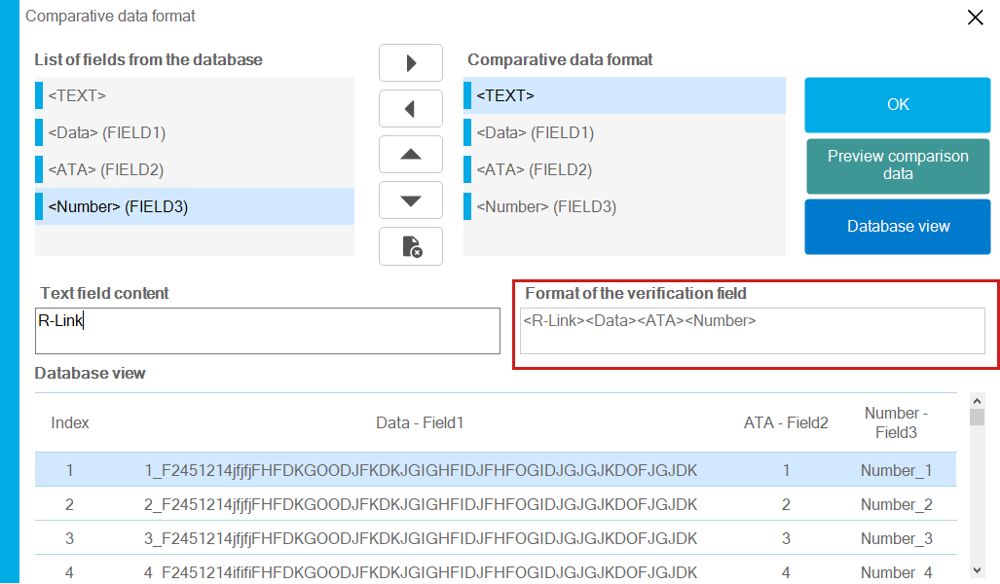 Comparative data format
List of fields from the database
<TEXT>
<Data> (FIELD1)
<ATA> (FIELD2)
<Number> (FIELD3)
Comparative data format
<TEXT>
<Data> (FIELD1)
<ATA> (FIELD2)
<Number> (FIELD3)
OK
Preview comparison
data
Database view
Text field content
R-Link
Format of the verification field
<R-Link><Data><ATA><Number>
Database view
Index Data - Field1 ATA - Field2 Number -
Field3
1 1_F2451214jfjfjFHFDKGOODJFKDKJGIGHFIDJFHFOGIDJGJGJKDOFJGJDK 1 Number_1
2 2_F2451214jfjfjFHFDKGOODJFKDKJGIGHFIDJFHFOGIDJGJGJKDOFJGJDK 2 Number_2
3 3_F2451214jfjfjFHFDKGOODJFKDKJGIGHFIDJFHFOGIDJGJGJKDOFJGJDK 3 Number_3
4 4_F2451214jfjfjFHFDKGOODJFKDKJGIGHFIDJFHFOGIDJGJGJKDOFJGJDK 4 Number_4